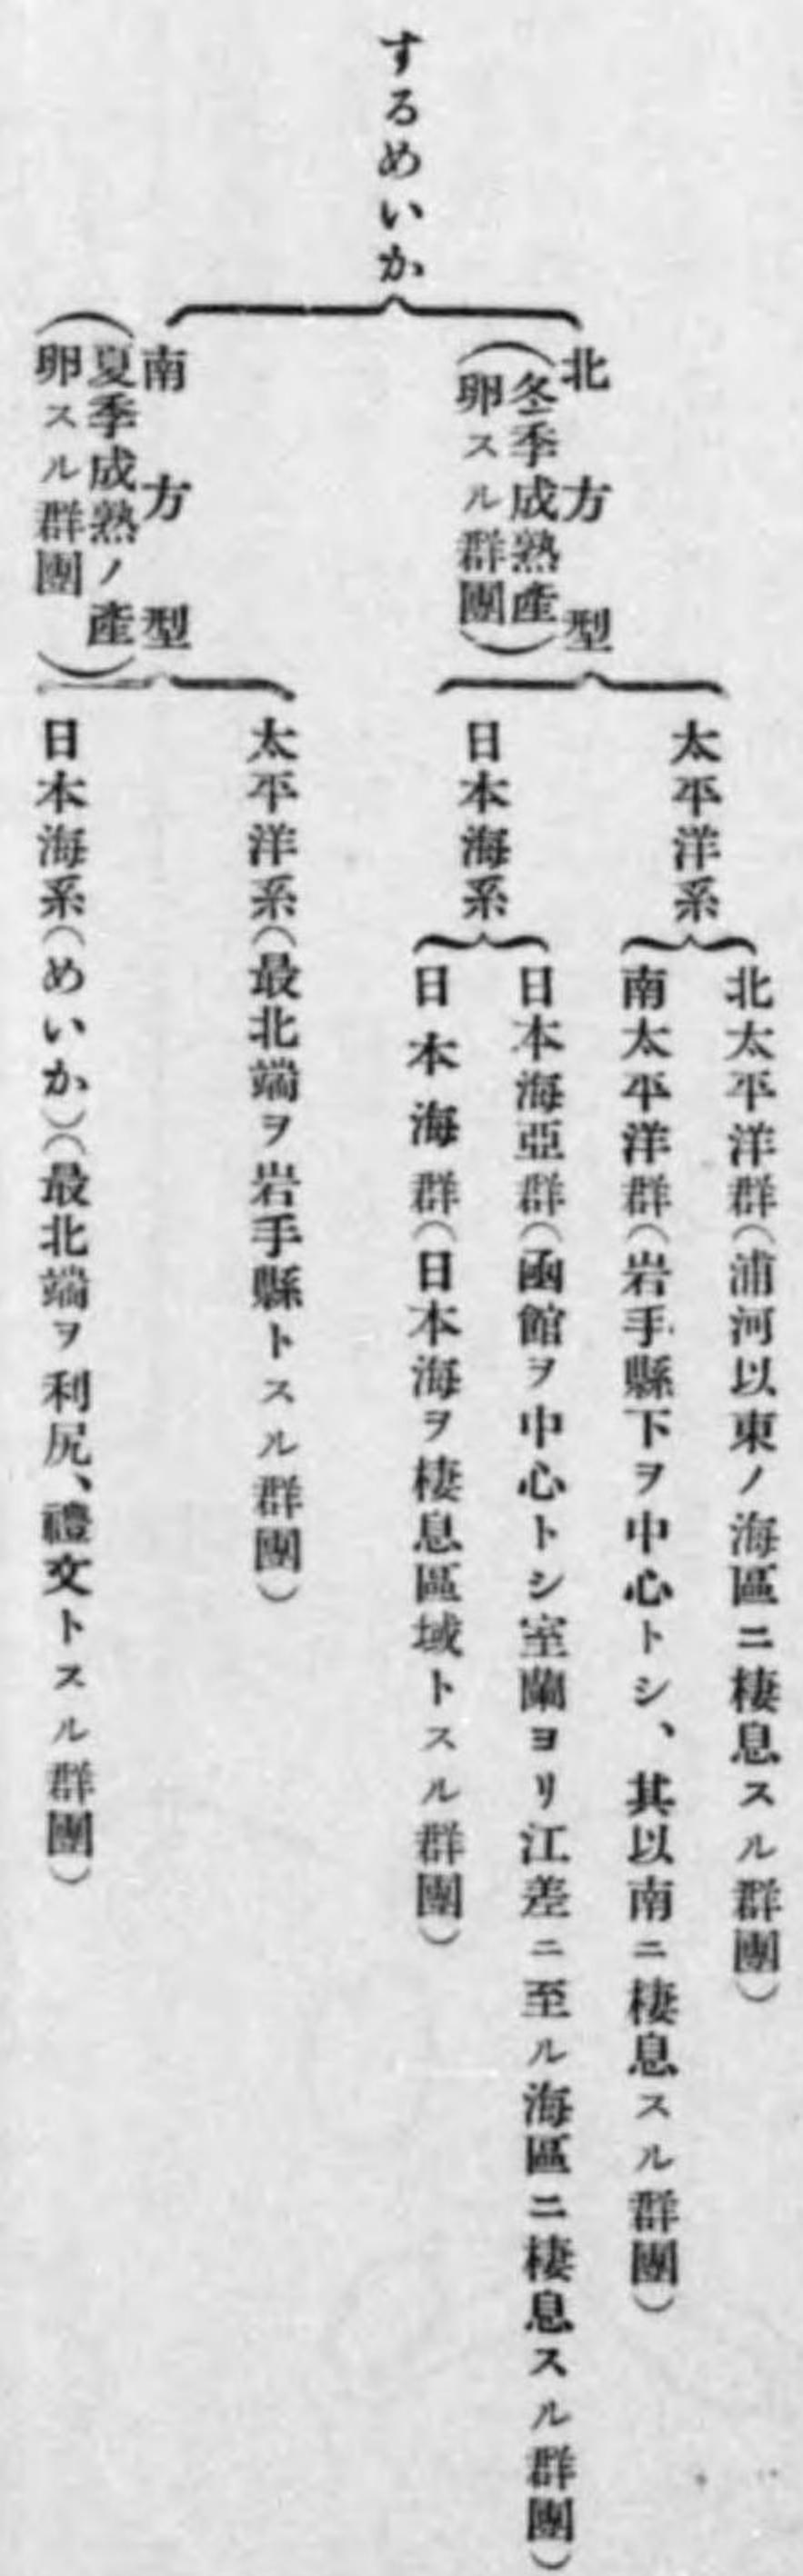 するめいか
北方型
（冬季成熟産
卵スル群團）
太平洋系
北太平洋群（浦河以東ノ海區ニ棲息スル群團）
南太平洋群（岩手縣下ヲ中心トシ、其以南ニ棲息スル群團）
日本海系
日本海亞群（函館ヲ中心トシ室蘭ヨリ江差ニ至ル海區ニ棲息スル群團）
日本海群（日本海ヲ棲息區域トスル群團）
南方型
（夏季成熟ノ産
卵スル群團）
太平洋系（最北端ヲ岩手縣トスル群團）
日本海系（めいか）（最北端ヲ利尻、禮文トスル群團）